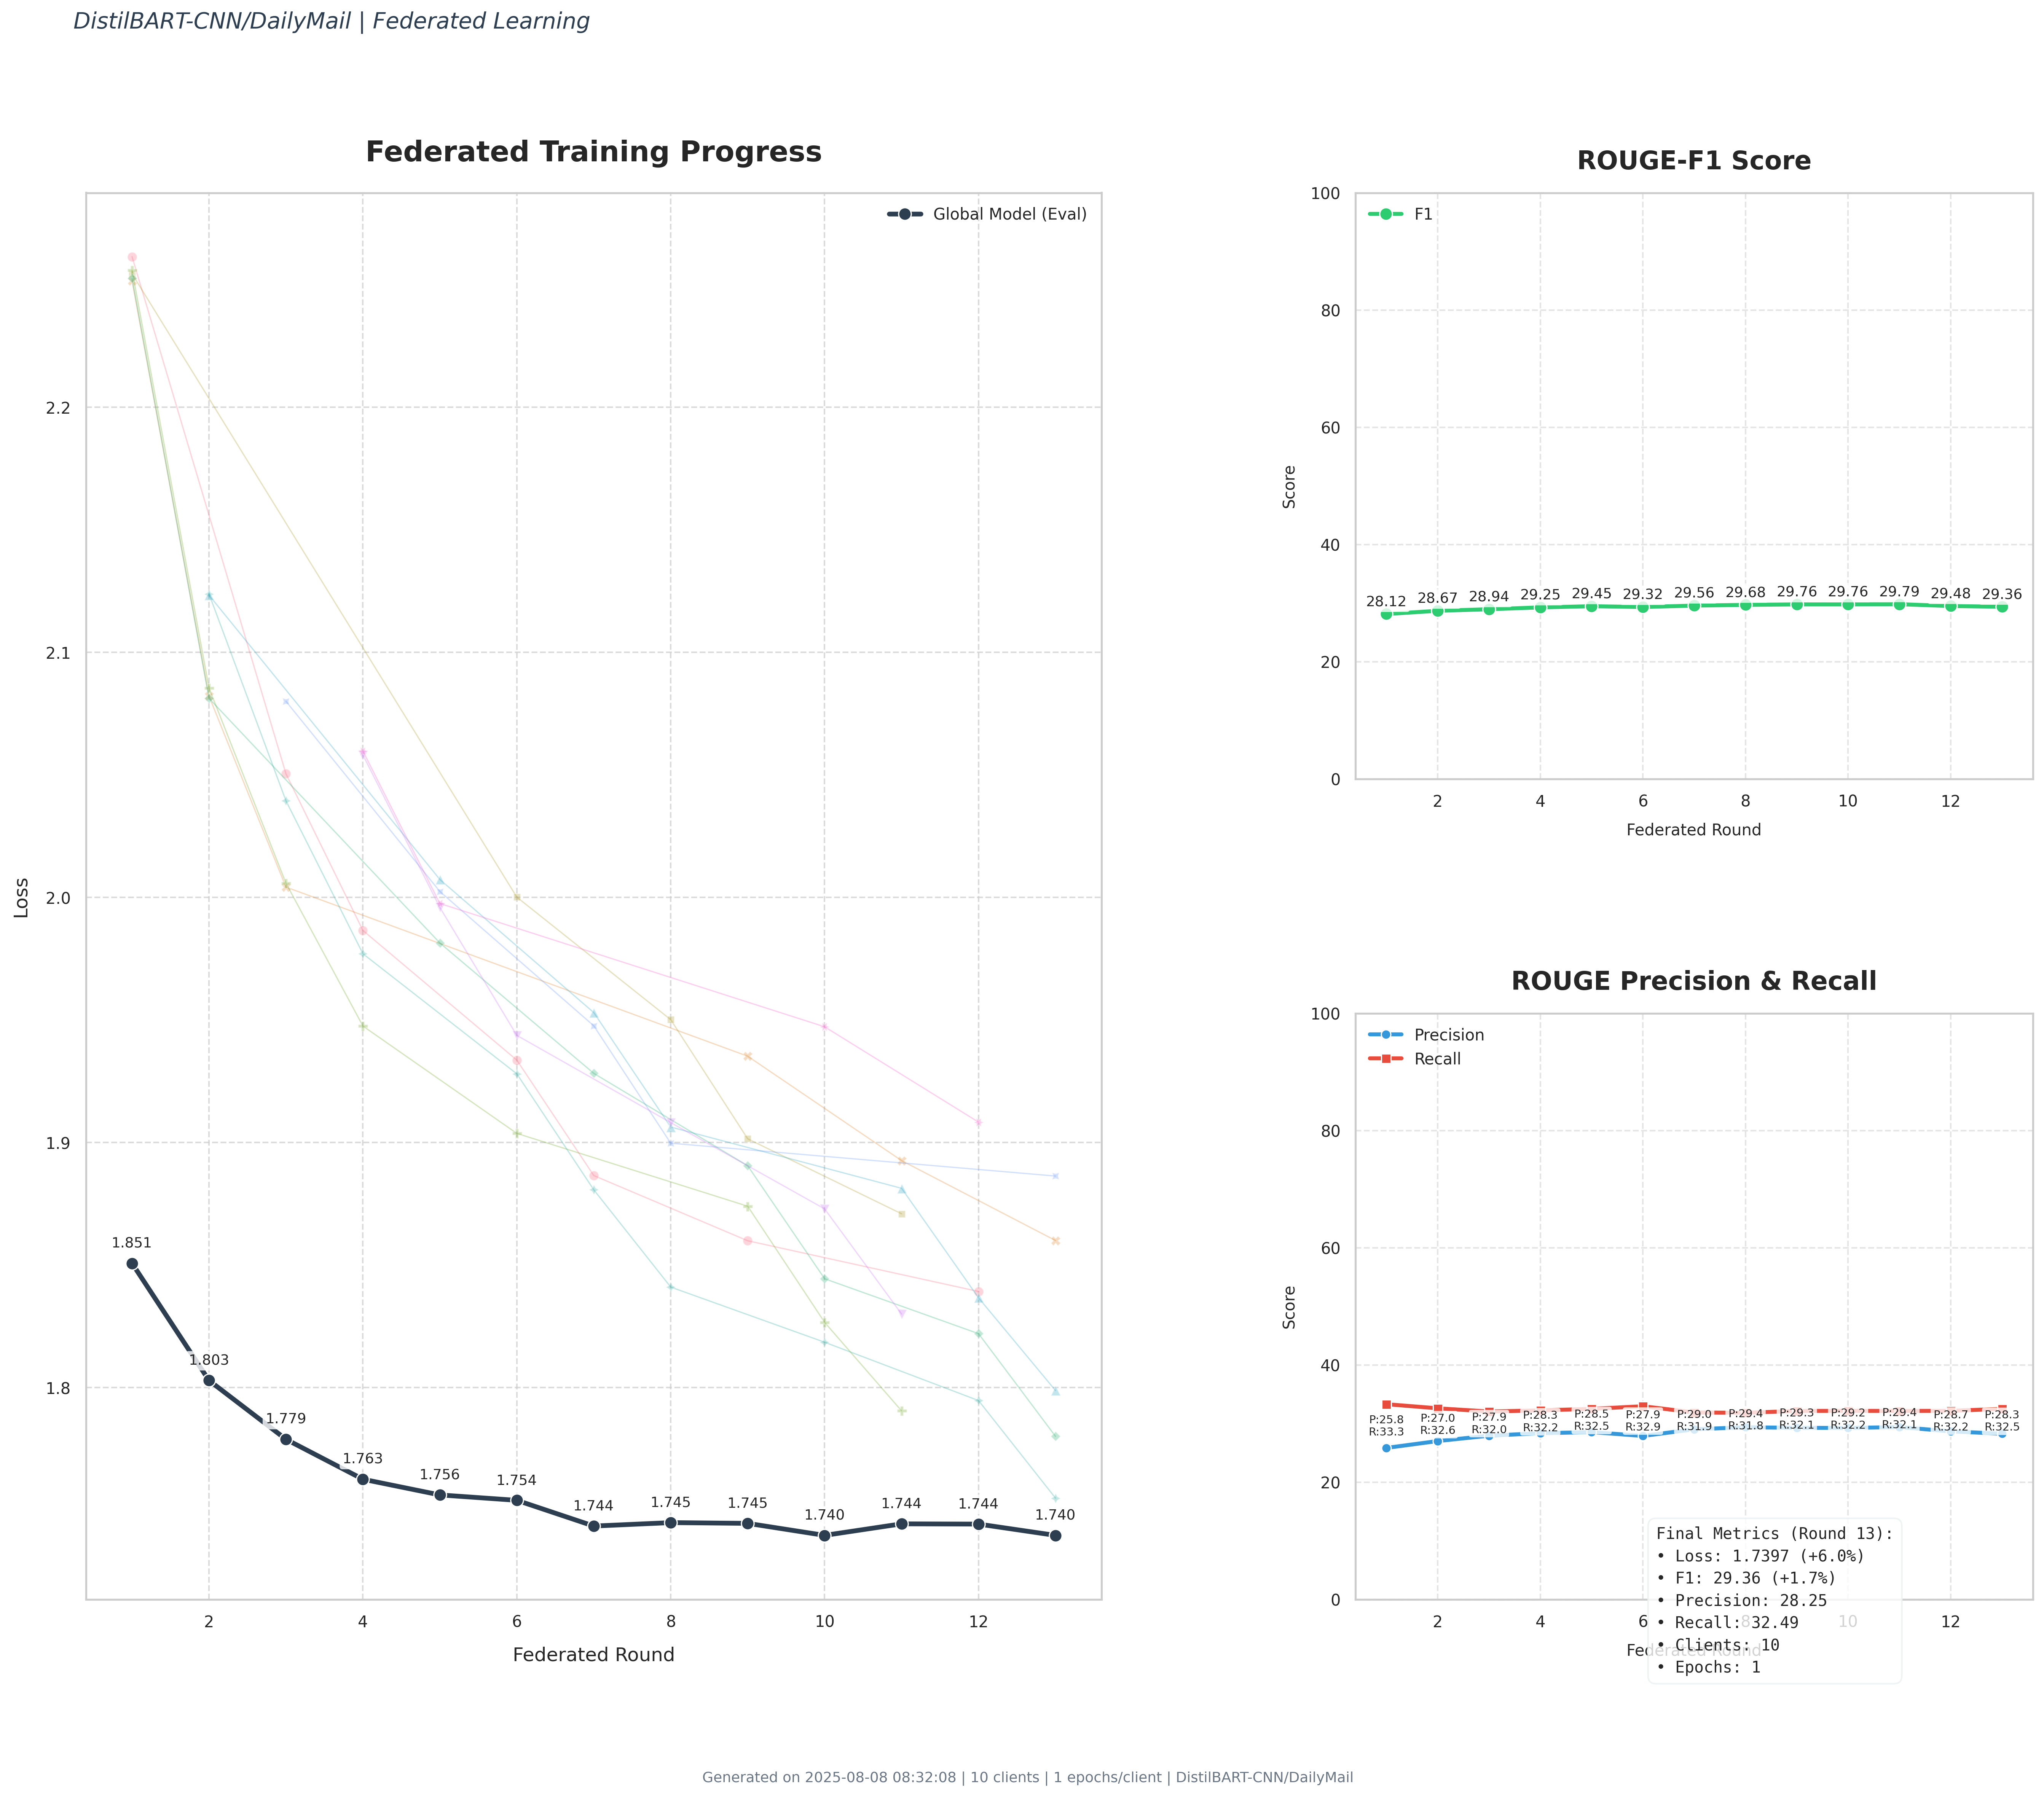 DistilBART-CNN/DailyMail | Federated Learning
Federated Training Progress
Global Model (Eval)
Loss
2.2
2.1
2.0
1.9
1.8
1.851
1.803
1.779
1.763
1.756
1.754
1.744
1.745
1.745
1.740
1.744
1.744
1.740
2 4 6 8 10 12
Federated Round
ROUGE-F1 Score
F1
Score
100
80
60
40
20
0
28.12 28.67 28.94 29.25 29.45 29.32 29.56 29.68 29.76 29.76 29.79 29.48 29.36
2 4 6 8 10 12
Federated Round
ROUGE Precision & Recall
Precision
Recall
Score
100
80
60
40
20
0
P:25.8 P:27.0 P:27.9 P:28.3 P:28.5 P:27.9 P:29.0 P:29.4 P:29.3 P:29.2 P:29.4 P:28.7 P:28.3
R:33.3 R:32.6 R:32.0 R:32.2 R:32.5 R:32.9 R:31.9 R:31.8 R:32.1 R:32.2 R:32.1 R:32.2 R:32.5
2 4 6 8 10 12
Federated Round
Final Metrics (Round 13):
• Loss: 1.7397 (+6.0%)
• F1: 29.36 (+1.7%)
• Precision: 28.25
• Recall: 32.49
• Clients: 10
• Epochs: 1
Generated on 2025-08-08 08:32:08 | 10 clients | 1 epochs/client | DistilBART-CNN/DailyMail